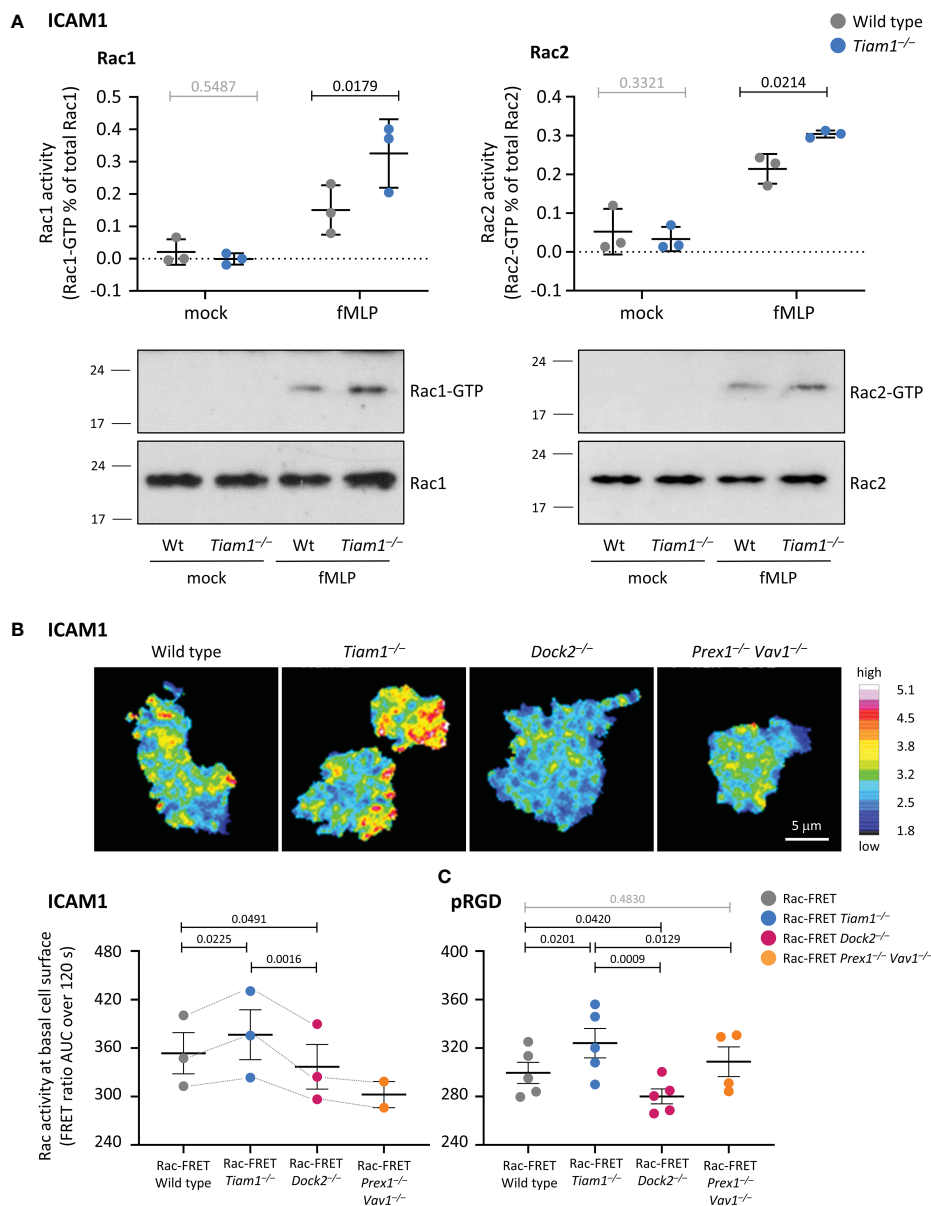 A ICAM1
Wild type
Tiam1–/–
Rac1
0.5487
0.0179
0.5
0.4
0.3
0.2
0.1
0.0
-0.1
Rac1 activity
(Rac1-GTP % of total Rac1)
mock fMLP
Rac2
0.3321
0.0214
0.4
0.3
0.2
0.1
0.0
-0.1
Rac2 activity
(Rac2-GTP % of total Rac2)
mock fMLP
24
17
Rac1-GTP
24
17
Rac1
Wt Tiam1–/– Wt Tiam1–/–
mock fMLP
24
17
Rac2-GTP
24
17
Rac2
Wt Tiam1–/– Wt Tiam1–/–
mock fMLP
B ICAM1
Wild type Tiam1–/– Dock2–/– Prex1–/– Vav1–/–
high
5.1
4.5
3.8
3.2
2.5
1.8
low
5 µm
ICAM1
0.0491
0.0225
0.0016
480
420
360
300
240
Rac activity at basal cell surface
(FRET ratio AUC over 120 s)
Rac-FRET Rac-FRET Rac-FRET Rac-FRET
Wild type Tiam1–/– Dock2–/– Prex1–/–
Vav1–/–
C
pRGD
0.4830
0.0420
0.0201
0.0129
0.0009
400
360
320
280
240
Rac-FRET Rac-FRET Rac-FRET Rac-FRET
Wild type Tiam1–/– Dock2–/– Prex1–/–
Vav1–/–
Rac-FRET
Rac-FRET Tiam1–/–
Rac-FRET Dock2–/–
Rac-FRET Prex1–/– Vav1–/–